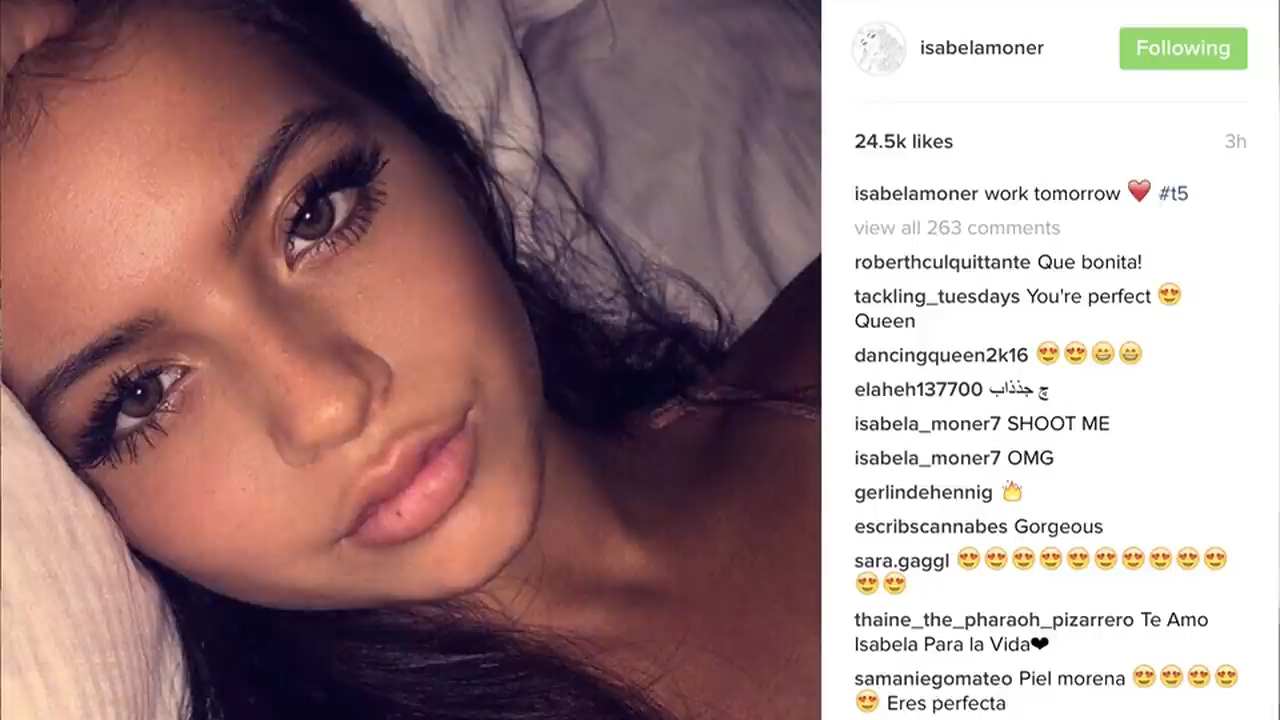 isabelamoner
Following
24.5k likes
3h
isabelamoner work tomorrow ❤️ #t5
view all 263 comments
roberthculquittante Que bonita!
tackling_tuesdays You're perfect 😍
Queen
dancingqueen2k16 😍😍😄😄
elaheh137700 چ جذذاب
isabela_moner7 SHOOT ME
isabela_moner7 OMG
gerlindehennig 🔥
escribscannabes Gorgeous
sara.gaggl 😍😍😍😍😍😍😍😍😍😍
😍😍
thaine_the_pharaoh_pizarrero Te Amo
Isabela Para la Vida❤
samaniegomateo Piel morena 😍😍😍😍
😍 Eres perfecta